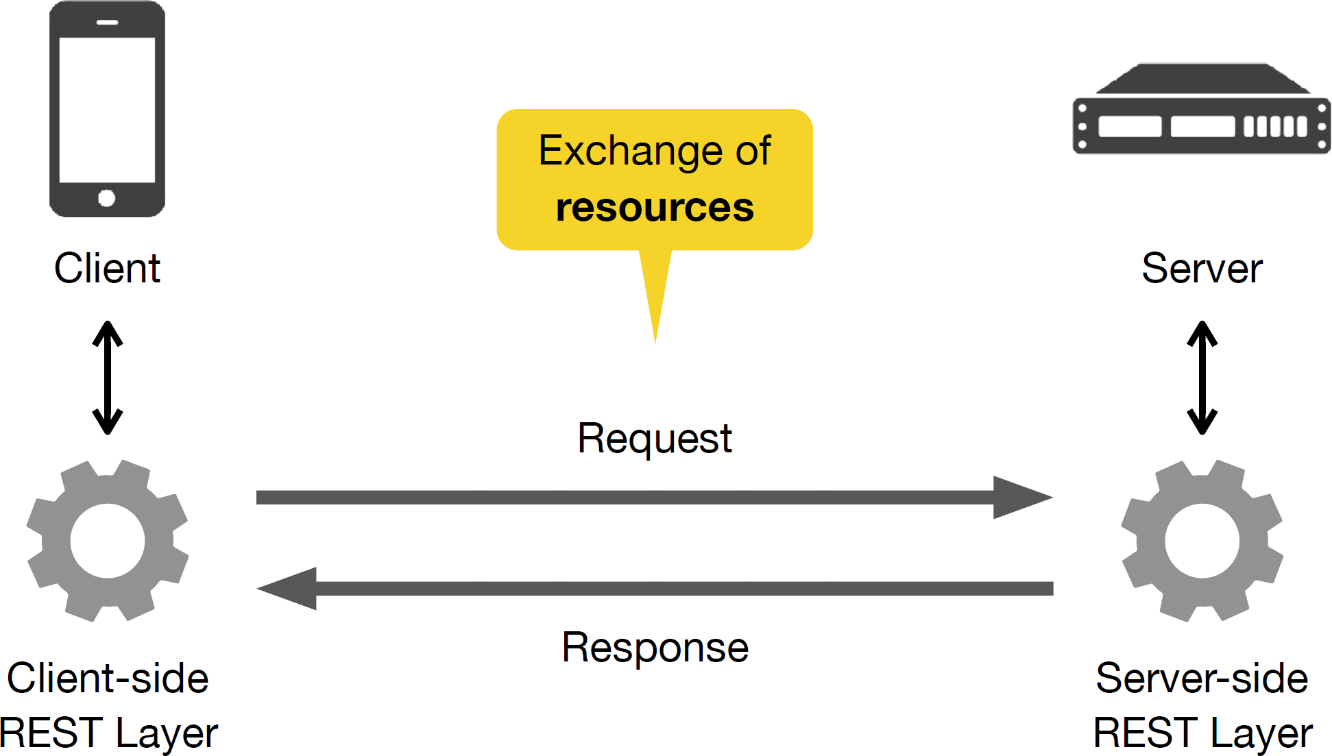 Exchange of
resources
Client
Server
Request
Response
Client-side
REST Layer
Server-side
REST Layer